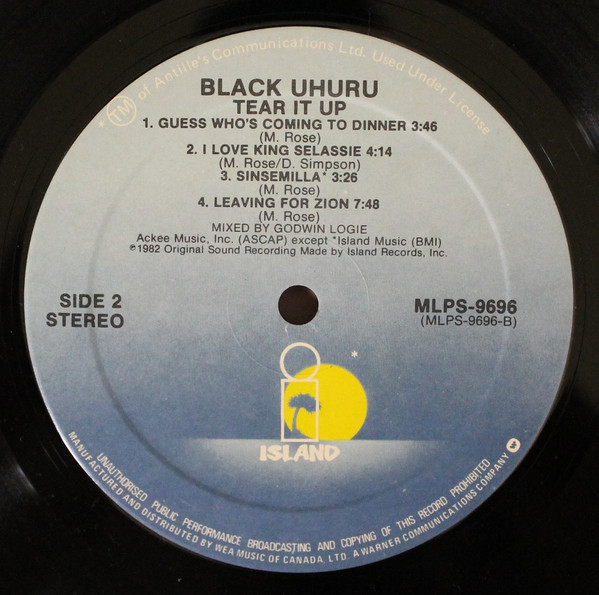 * TM of Antille's Communications Ltd. Used Under License
BLACK UHURU
TEAR IT UP
1. GUESS WHO'S COMING TO DINNER 3:46
(M. Rose)
2. I LOVE KING SELASSIE 4:14
(M. Rose/D. Simpson)
3. SINSEMILLA* 3:26
(M. Rose)
4. LEAVING FOR ZION 7:48
(M. Rose)
MIXED BY GODWIN LOGIE
Ackee Music, Inc. (ASCAP) except *Island Music (BMI)
℗1982 Original Sound Recording Made by Island Records, Inc.
SIDE 2
STEREO
MLPS-9696
(MLPS-9696-B)
*
ISLAND
UNAUTHORISED PUBLIC PERFORMANCE BROADCASTING AND COPYING OF THIS RECORD PROHIBITED
MANUFACTURED AND DISTRIBUTED BY WEA MUSIC OF CANADA, LTD. A WARNER COMMUNICATIONS COMPANY